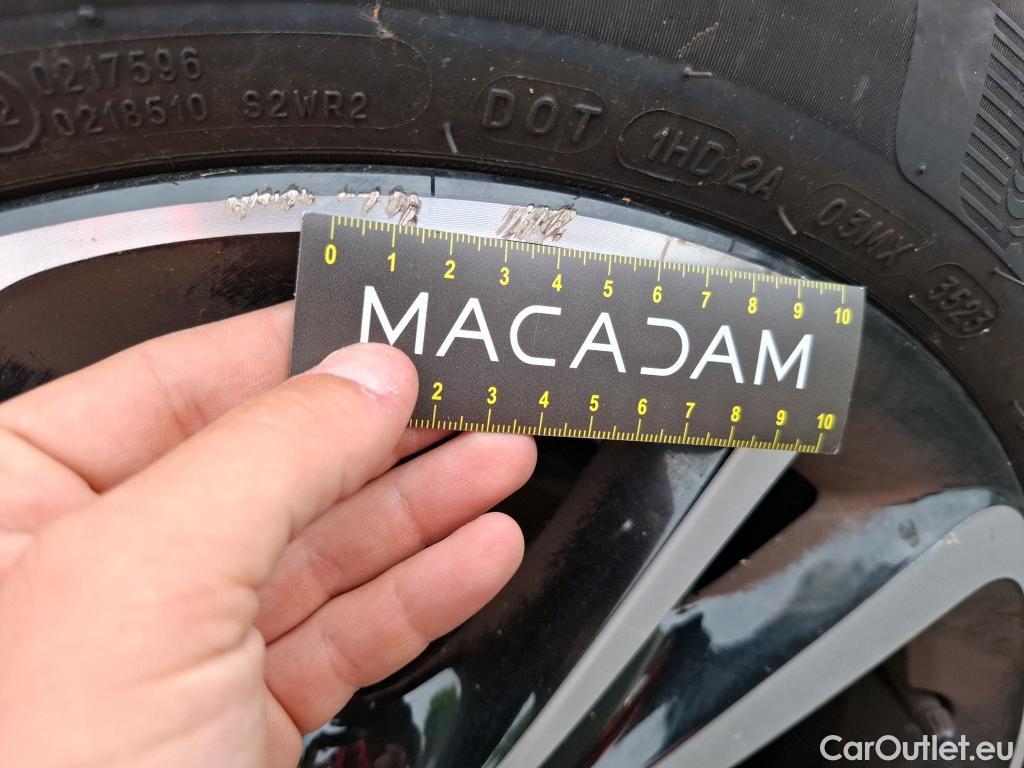 2 0217596
0218510 S2WR2
DOT 1HD 2A 03MX 3523
0 1 2 3 4 5 6 7 8 9 10
MACADAM
2 3 4 5 6 7 8 9 10
CarOutlet.eu